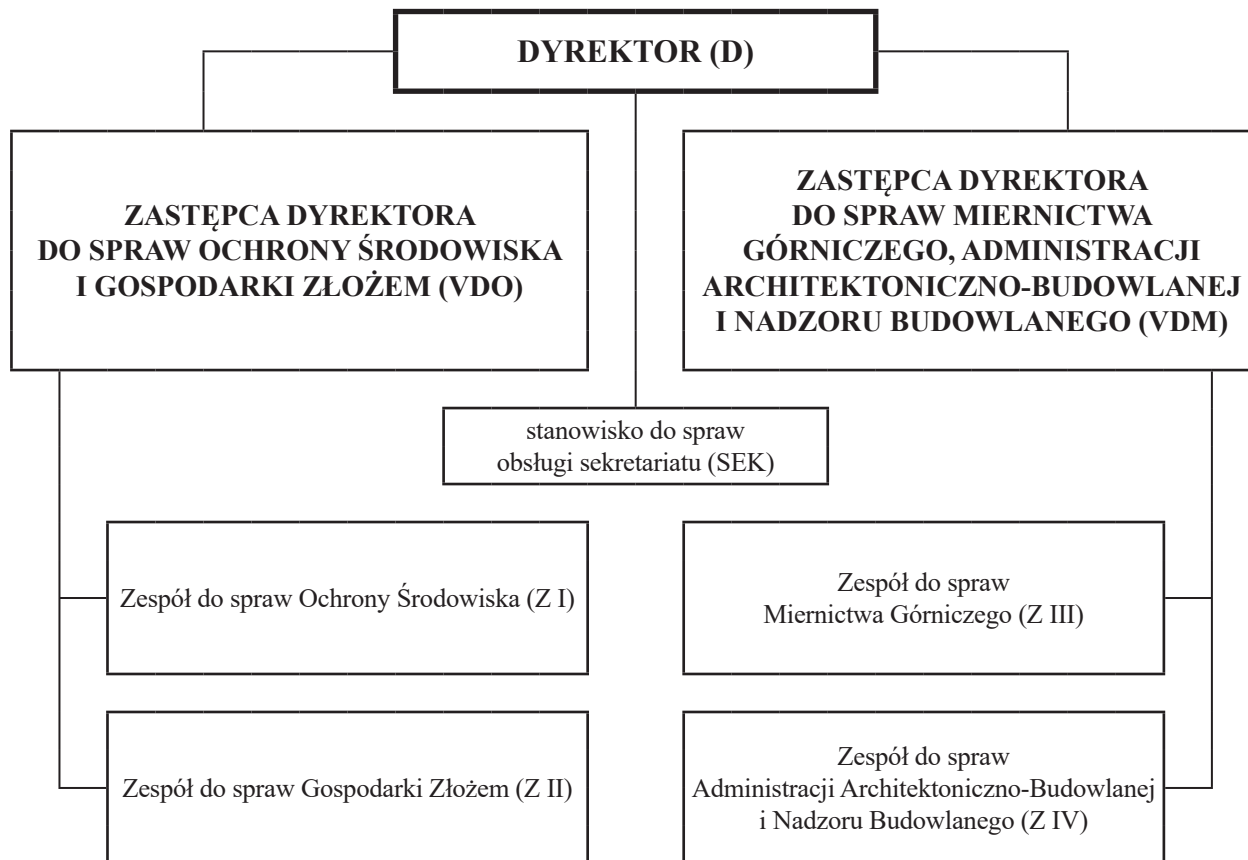 DYREKTOR (D)
ZASTĘPCA DYREKTORA
DO SPRAW OCHRONY ŚRODOWISKA
I GOSPODARKI ZŁOŻEM (VDO)
ZASTĘPCA DYREKTORA
DO SPRAW MIERNICTWA
GÓRNICZEGO, ADMINISTRACJI
ARCHITEKTONICZNO-BUDOWLANEJ
I NADZORU BUDOWLANEGO (VDM)
stanowisko do spraw
obsługi sekretariatu (SEK)
Zespół do spraw Ochrony Środowiska (Z I)
Zespół do spraw
Miernictwa Górniczego (Z III)
Zespół do spraw Gospodarki Złożem (Z II)
Zespół do spraw
Administracji Architektoniczno-Budowlanej
i Nadzoru Budowlanego (Z IV)